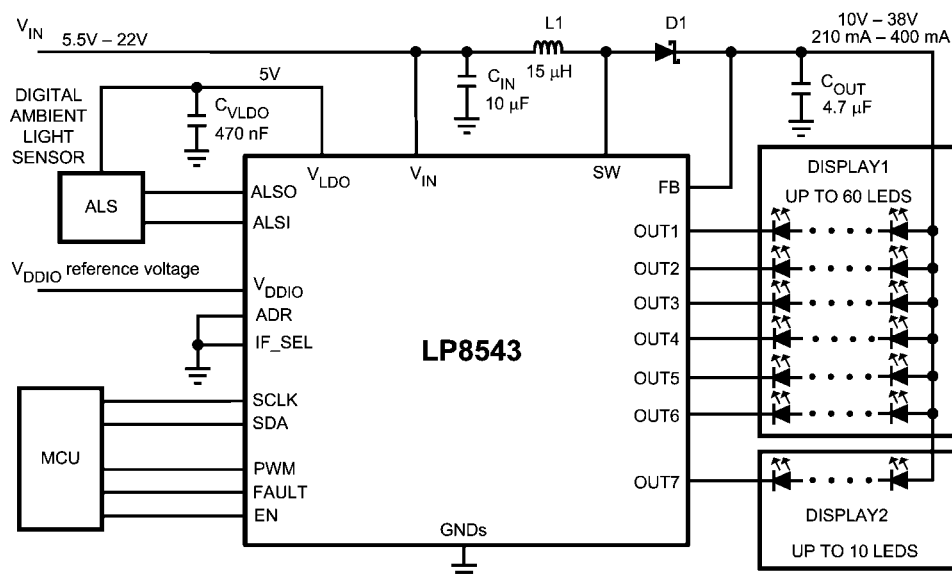 V_IN
5.5V – 22V
L1
15 μH
D1
10V – 38V
210 mA – 400 mA
C_IN
10 μF
C_OUT
4.7 μF
5V
C_VLDO
470 nF
DIGITAL
AMBIENT
LIGHT
SENSOR
ALS
V_LDO
V_IN
SW
FB
ALSO
ALSI
V_DDIO reference voltage
V_DDIO
ADR
IF_SEL
LP8543
MCU
SCLK
SDA
PWM
FAULT
EN
GNDs
OUT1
OUT2
OUT3
OUT4
OUT5
OUT6
OUT7
DISPLAY1
UP TO 60 LEDS
DISPLAY2
UP TO 10 LEDS